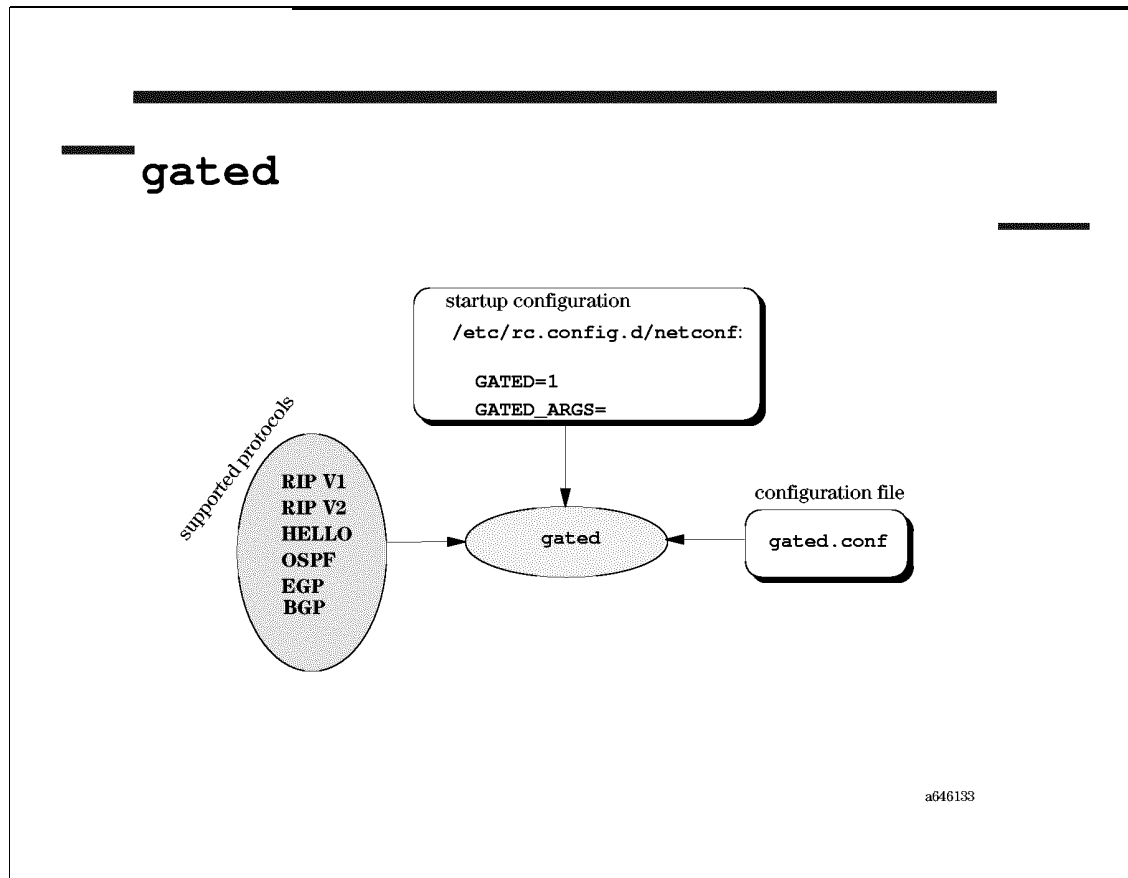 gated
startup configuration
/etc/rc.config.d/netconf:
GATED=1
GATED_ARGS=
supported protocols
RIP V1
RIP V2
HELLO
OSPF
EGP
BGP
gated
configuration file
gated.conf
a646133